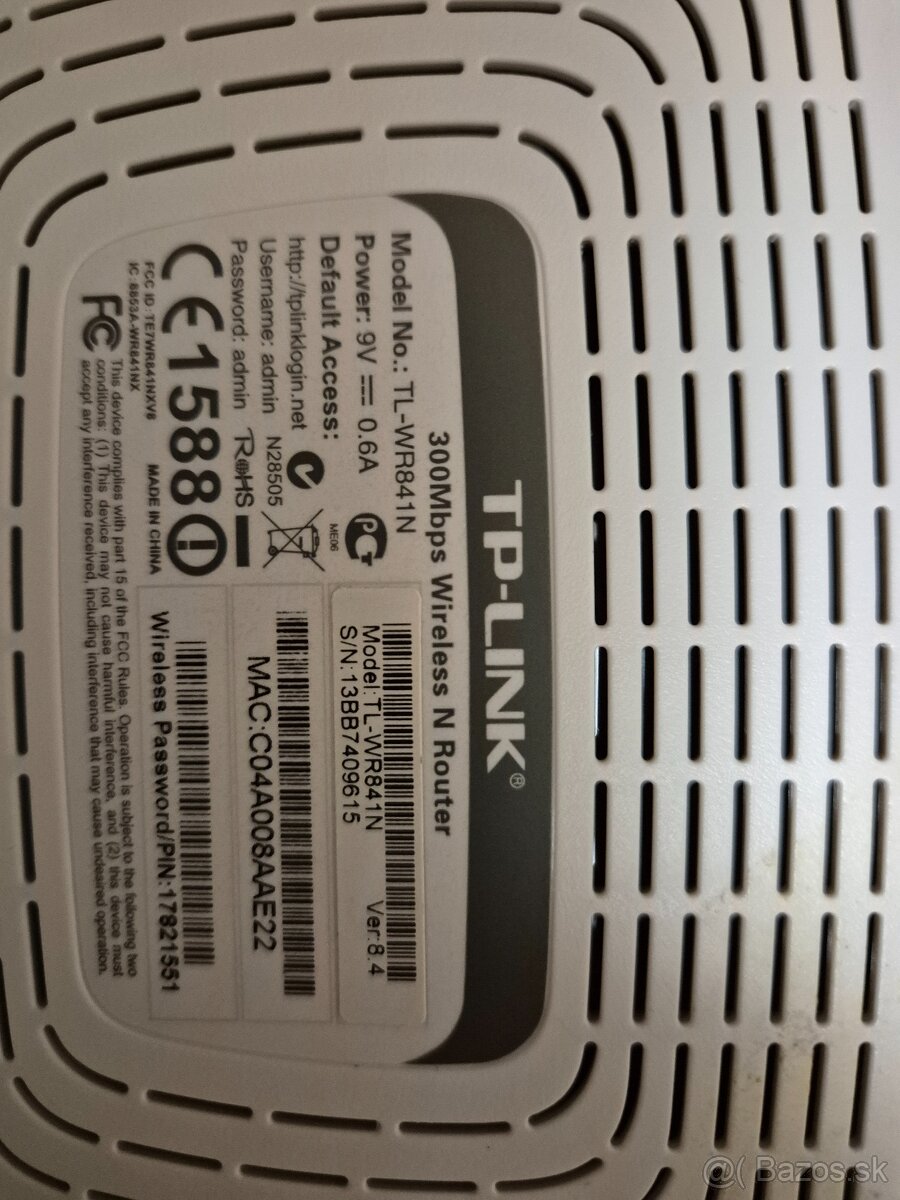 TP-LINK®
300Mbps Wireless N Router
Model No.: TL-WR841N
Power: 9V 0.6A
Default Access:
http://tplinklogin.net
Username: admin
Password: admin
PCT
ME06
N28505
RoHS
CE1588
FCC ID: TE7WR841NXV8
IC: 8853A-WR841NX
MADE IN CHINA
Model:TL-WR841N Ver:8.4
S/N:13BB7409615
MAC:C04A008AAE22
Wireless Password/PIN:17821551
FC
This device complies with part 15 of the FCC Rules. Operation is subject to the following two
conditions: (1) This device may not cause harmful interference, and (2) this device must
accept any interference received, including interference that may cause undesired operation.
@( Bazos.sk